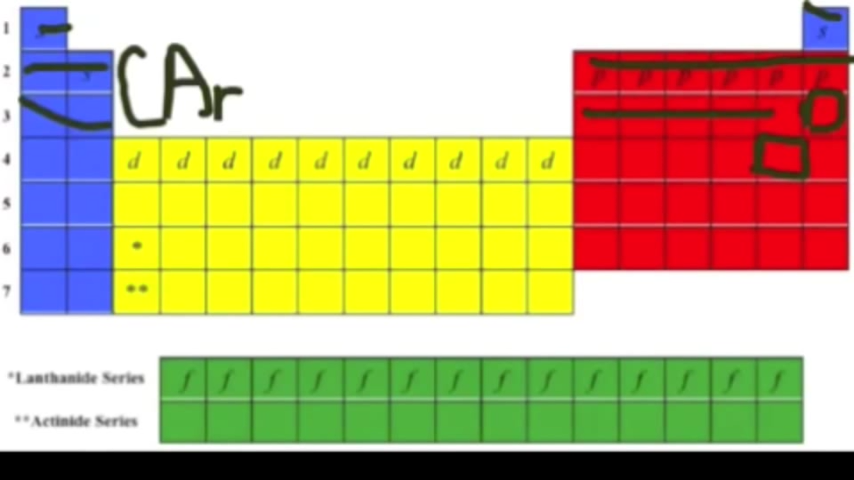 1 s s
2 s p p p p p p
3 [Ar
4 d d d d d d d d d d
5
6 *
7 **
*Lanthanide Series f f f f f f f f f f f f f f
**Actinide Series